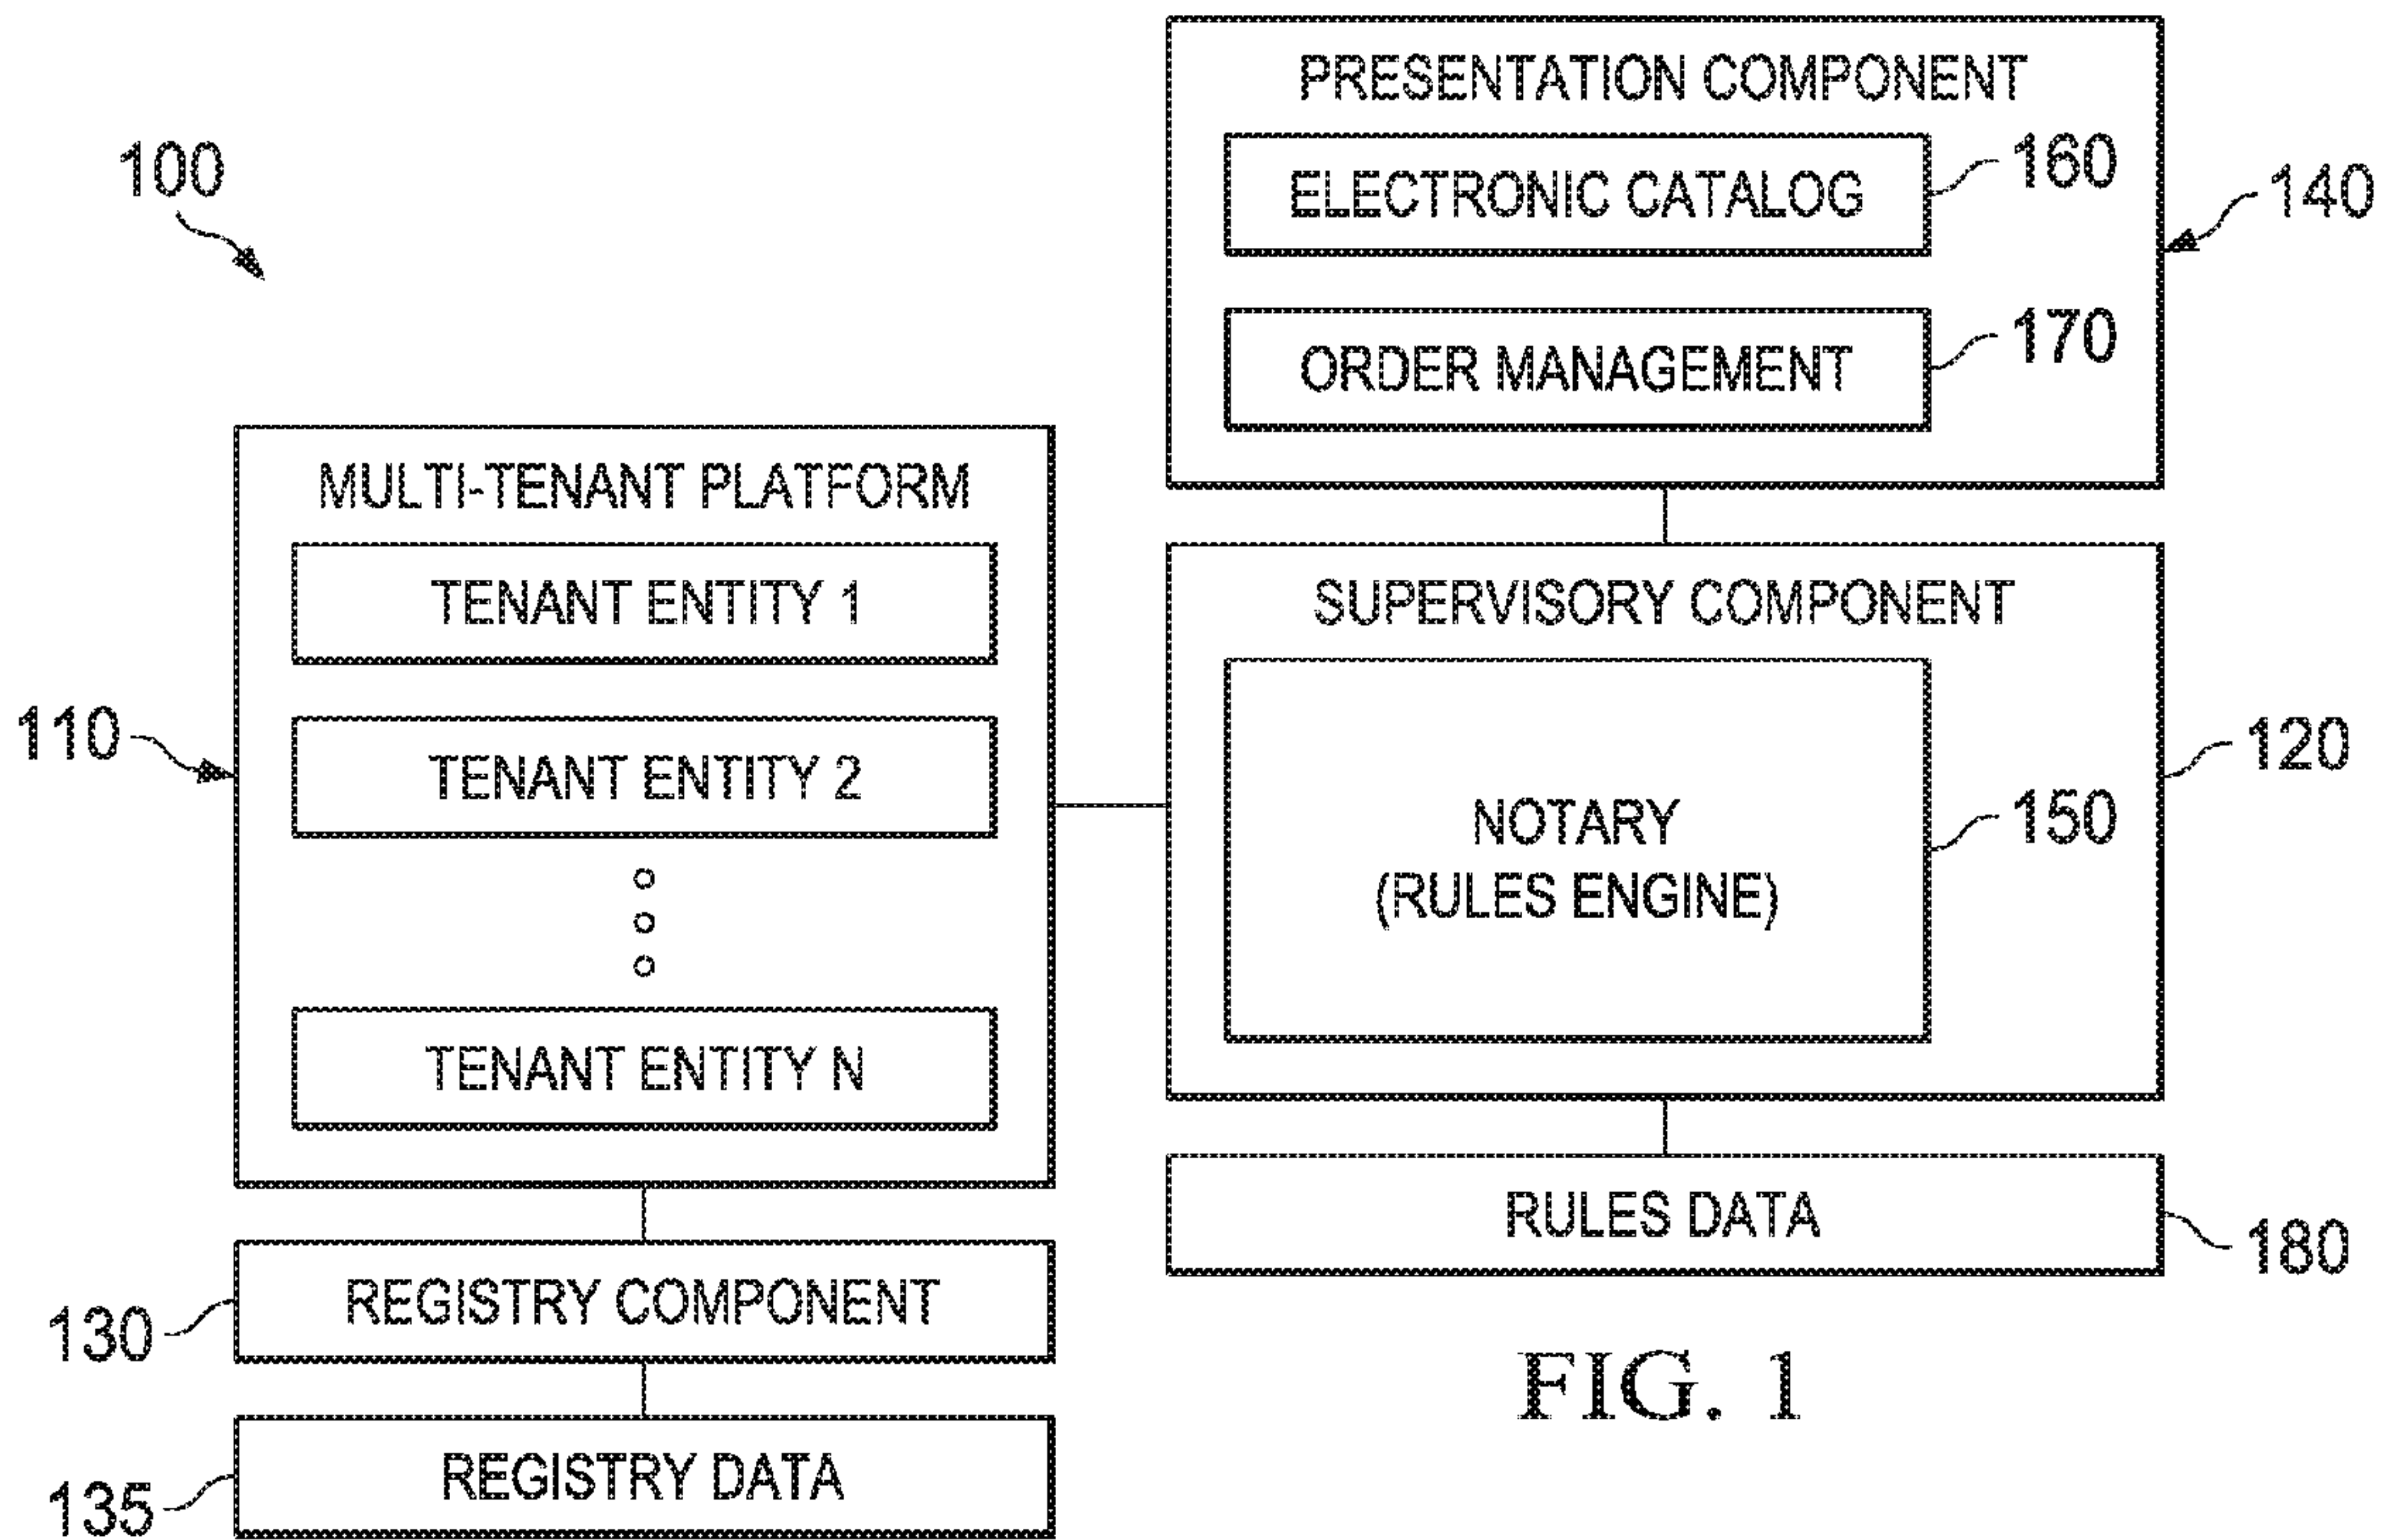 100
PRESENTATION COMPONENT
ELECTRONIC CATALOG
160
140
ORDER MANAGEMENT
170
MULTI-TENANT PLATFORM
TENANT ENTITY 1
110
TENANT ENTITY 2
TENANT ENTITY N
SUPERVISORY COMPONENT
120
NOTARY
(RULES ENGINE)
150
RULES DATA
180
REGISTRY COMPONENT
130
REGISTRY DATA
135
FIG. 1